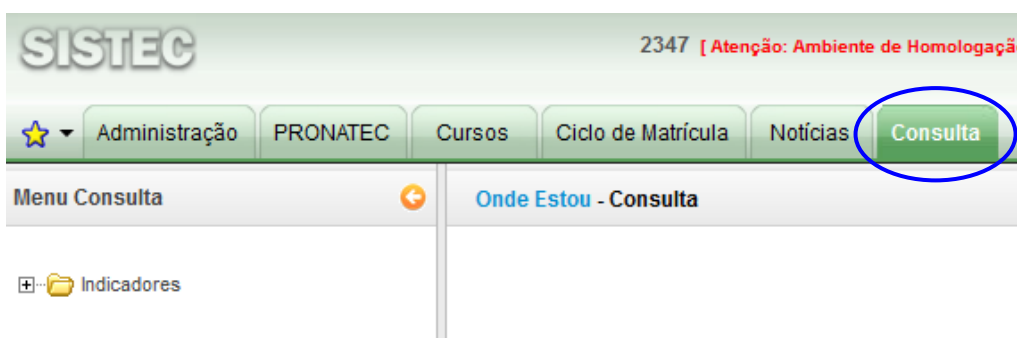 SISTEC
2347 [ Atenção: Ambiente de Homologaçã
Administração PRONATEC Cursos Ciclo de Matrícula Notícias Consulta
Menu Consulta
Onde Estou - Consulta
Indicadores